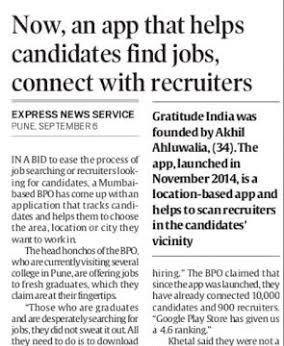 Now, an app that helps
candidates find jobs,
connect with recruiters
EXPRESS NEWS SERVICE
PUNE, SEPTEMBER 6
IN A BID to ease the process of
job searching or recruiters look-
ing for candidates, a Mumbai-
based BPO has come up with an
application that tracks candi-
dates and helps them to choose
the area, location or city they
want to work in.
The head honchos of the BPO,
who are currently visiting several
college in Pune, are offering jobs
to fresh graduates, which they
claim are at their fingertips.
"Those who are graduates
and are desperately searching for
jobs, they did not sweat it out. All
they need to do is to download
Gratitude India was
founded by Akhil
Ahluwalia, (34). The
app, launched in
November 2014, is a
location-based app and
helps to scan recruiters
in the candidates'
vicinity
hiring." The BPO claimed that
since the app was launched, they
have already connected 10,000
candidates and 900 recruiters.
"Google Play Store has given us
a 4.6 ranking."
Khetal said they were not a